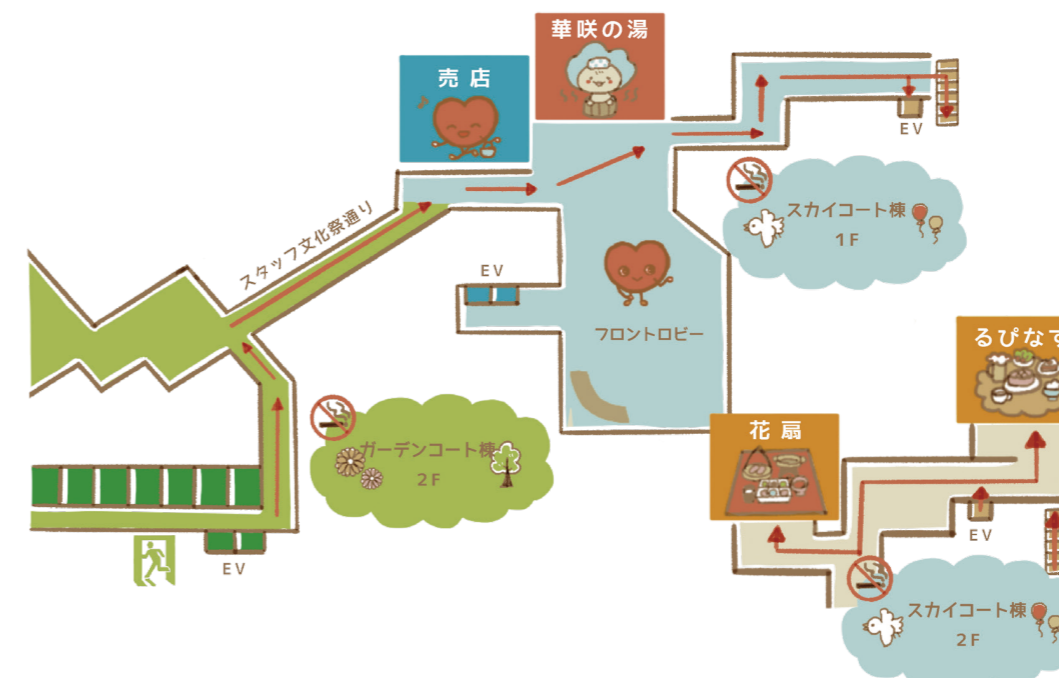 華咲の湯
売店
EV
スカイコート棟
1F
スタッフ文化祭通り
EV
フロントロビー
るぴなす
花扇
ガーデンコート棟
2F
EV
EV
スカイコート棟
2F